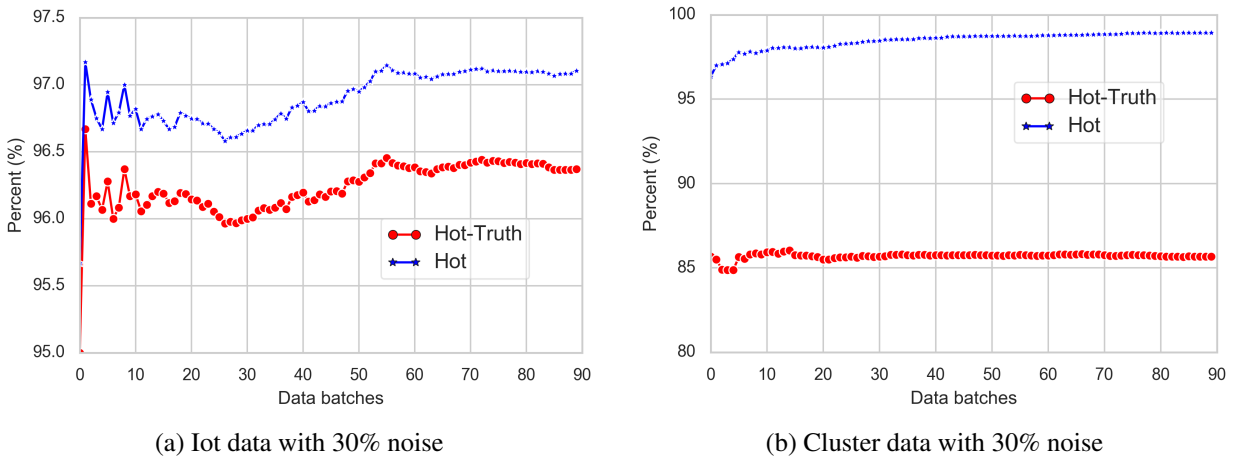 97.5
97.0
96.5
96.0
95.5
95.0
Percent (%)
Hot-Truth
Hot
0 10 20 30 40 50 60 70 80 90
Data batches
(a) Iot data with 30% noise
100
95
90
85
80
Percent (%)
Hot-Truth
Hot
0 10 20 30 40 50 60 70 80 90
Data batches
(b) Cluster data with 30% noise